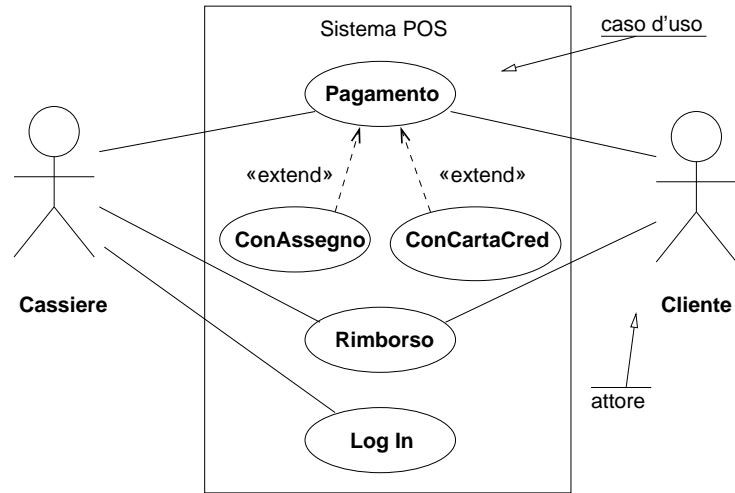 Sistema POS
caso d'uso
Pagamento
«extend»
«extend»
ConAssegno
ConCartaCred
Cassiere
Cliente
Rimborso
attore
Log In